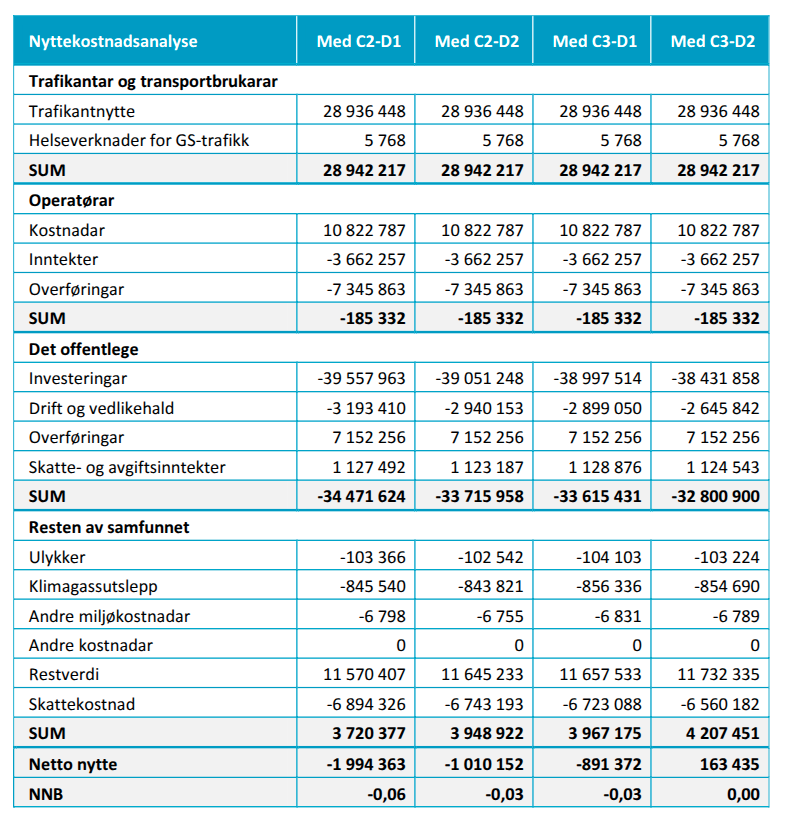 Nyttekostnadsanalyse Med C2-D1 Med C2-D2 Med C3-D1 Med C3-D2
Trafikantar og transportbrukarar
Trafikantnytte 28 936 448 28 936 448 28 936 448 28 936 448
Helseverknader for GS-trafikk 5 768 5 768 5 768 5 768
SUM 28 942 217 28 942 217 28 942 217 28 942 217
Operatørar
Kostnadar 10 822 787 10 822 787 10 822 787 10 822 787
Inntekter -3 662 257 -3 662 257 -3 662 257 -3 662 257
Overføringar -7 345 863 -7 345 863 -7 345 863 -7 345 863
SUM -185 332 -185 332 -185 332 -185 332
Det offentlege
Investeringar -39 557 963 -39 051 248 -38 997 514 -38 431 858
Drift og vedlikehald -3 193 410 -2 940 153 -2 899 050 -2 645 842
Overføringar 7 152 256 7 152 256 7 152 256 7 152 256
Skatte- og avgiftsinntekter 1 127 492 1 123 187 1 128 876 1 124 543
SUM -34 471 624 -33 715 958 -33 615 431 -32 800 900
Resten av samfunnet
Ulykker -103 366 -102 542 -104 103 -103 224
Klimagassutslepp -845 540 -843 821 -856 336 -854 690
Andre miljøkostnadar -6 798 -6 755 -6 831 -6 789
Andre kostnadar 0 0 0 0
Restverdi 11 570 407 11 645 233 11 657 533 11 732 335
Skattekostnad -6 894 326 -6 743 193 -6 723 088 -6 560 182
SUM 3 720 377 3 948 922 3 967 175 4 207 451
Netto nytte -1 994 363 -1 010 152 -891 372 163 435
NNB -0,06 -0,03 -0,03 0,00